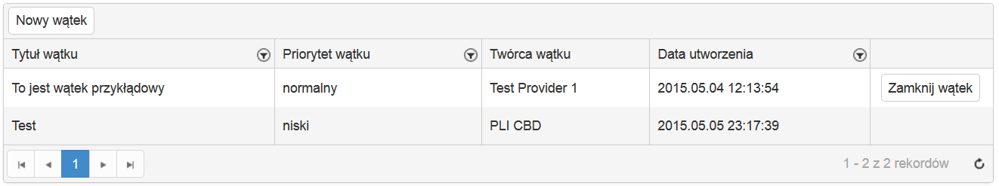 Nowy wątek
Tytuł wątku Priorytet wątku Twórca wątku Data utworzenia
To jest wątek przykłądowy normalny Test Provider 1 2015.05.04 12:13:54 Zamknij wątek
Test niski PLI CBD 2015.05.05 23:17:39
1 1 - 2 z 2 rekordów